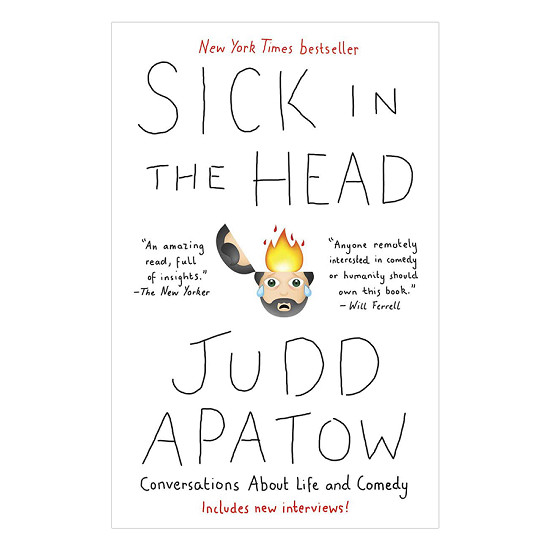 New York Times bestseller
SICK IN
THE HEAD
"An amazing
read, full
of insights."
—The New Yorker
"Anyone remotely
interested in comedy
or humanity should
own this book."
— Will Ferrell
JUDD
APATOW
Conversations About Life and Comedy
Includes new interviews!